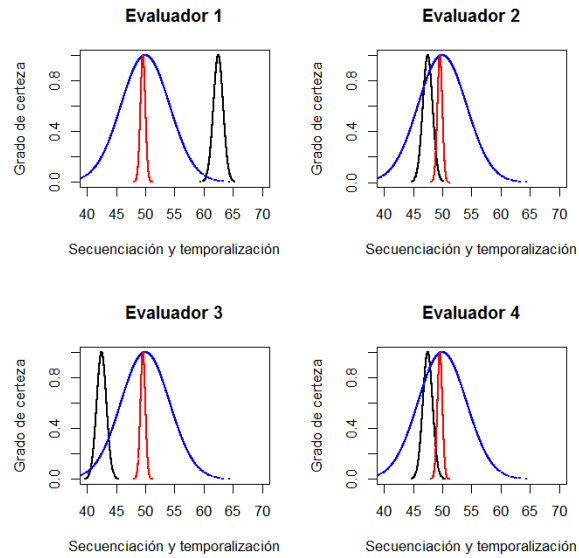 Evaluador 1
Grado de certeza
0.0 0.4 0.8
40 45 50 55 60 65 70
Secuenciación y temporalización
Evaluador 2
Grado de certeza
0.0 0.4 0.8
40 45 50 55 60 65 70
Secuenciación y temporalización
Evaluador 3
Grado de certeza
0.0 0.4 0.8
40 45 50 55 60 65 70
Secuenciación y temporalización
Evaluador 4
Grado de certeza
0.0 0.4 0.8
40 45 50 55 60 65 70
Secuenciación y temporalización